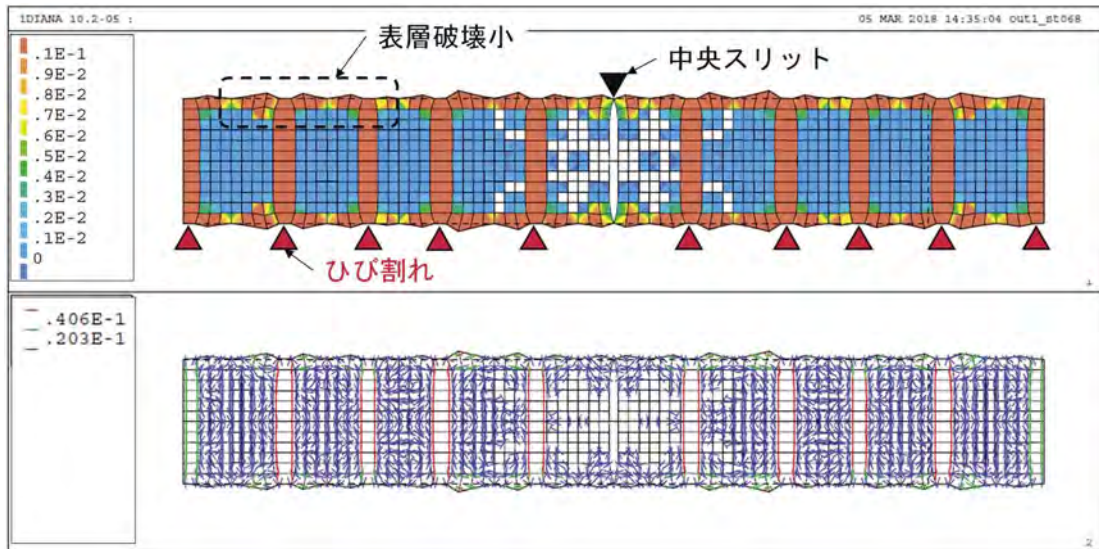 1DIANA 10.2-05 :
05 MAR 2018 14:35:04 out1_st068
表層破壊小
中央スリット
.1E-1
.9E-2
.8E-2
.7E-2
.6E-2
.5E-2
.4E-2
.3E-2
.2E-2
.1E-2
0
ひび割れ
1
.406E-1
.203E-1
2